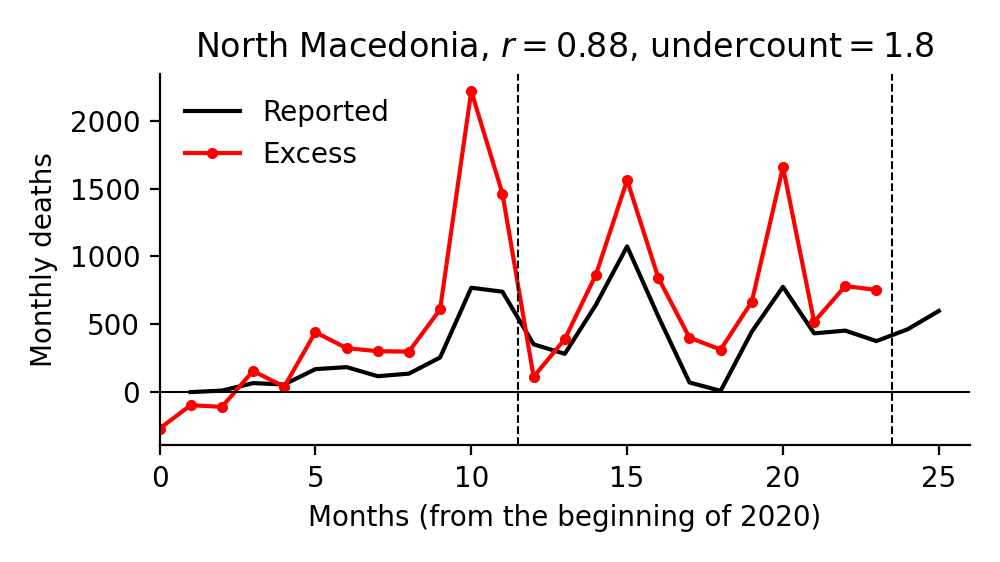 North Macedonia, r = 0.88, undercount = 1.8
Reported
Excess
Monthly deaths
2000
1500
1000
500
0
0 5 10 15 20 25
Months (from the beginning of 2020)